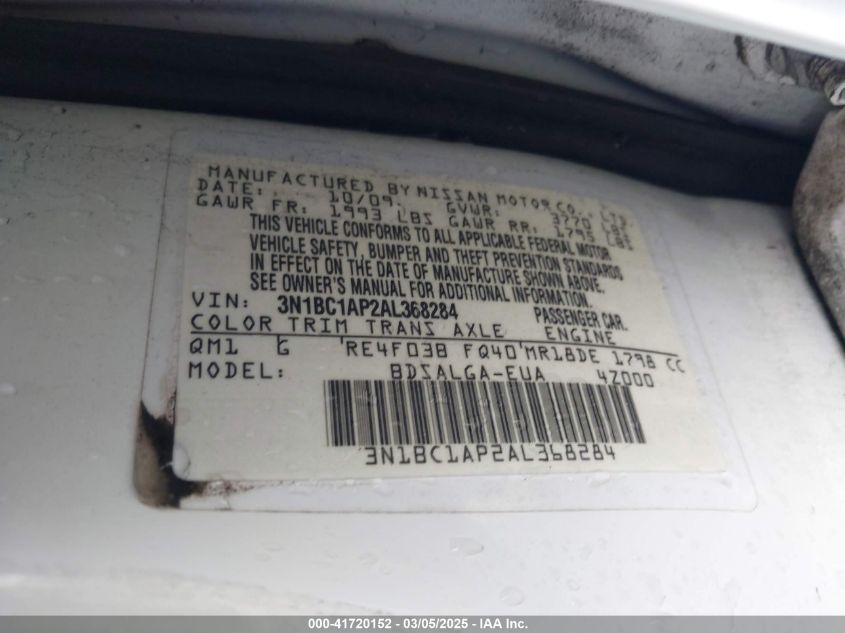 MANUFACTURED BY NISSAN MOTOR CO., LTD.
DATE: 10/09. GVWR: 3770 LBS
GAWR FR: 1993 LBS GAWR RR: 1795 LBS
THIS VEHICLE CONFORMS TO ALL APPLICABLE FEDERAL MOTOR
VEHICLE SAFETY, BUMPER AND THEFT PREVENTION STANDARDS
IN EFFECT ON THE DATE OF MANUFACTURE SHOWN ABOVE.
SEE OWNER'S MANUAL FOR ADDITIONAL INFORMATION.
VIN: 3N1BC1AP2AL368284 PASSENGER CAR.
COLOR TRIM TRANS AXLE ENGINE
QM1 G RE4F03B FQ40 MR18DE 1798 CC
MODEL: BDSALGA-EUA 4Z000
3N1BC1AP2AL368284
000-41720152 - 03/05/2025 - IAA Inc.